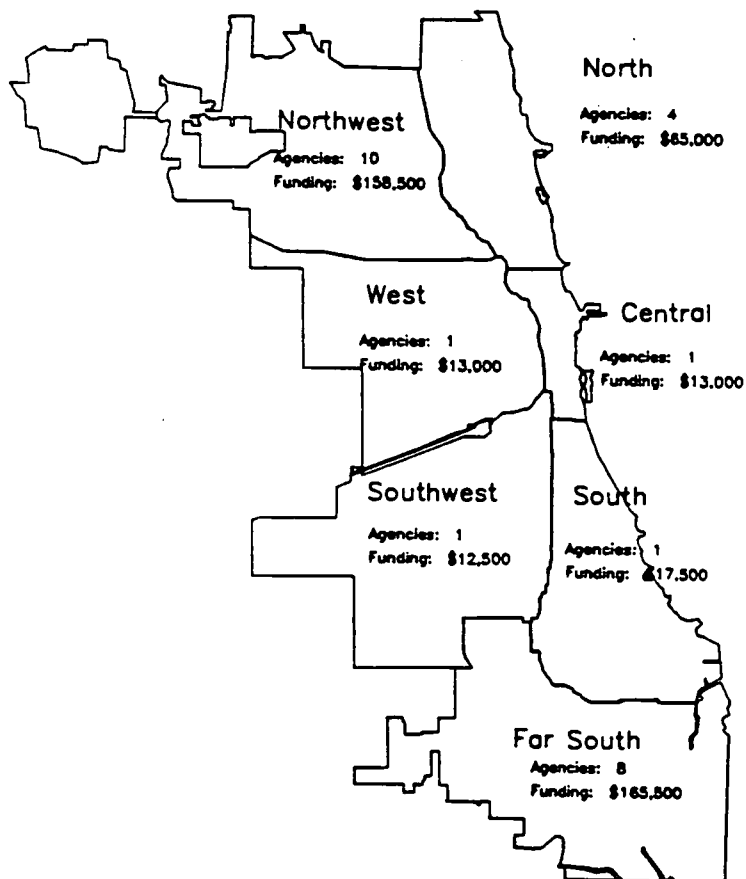 North
Agencies: 4
Funding: $65,000
Northwest
Agencies: 10
Funding: $158,500
West
Agencies: 1
Funding: $13,000
Central
Agencies: 1
Funding: $13,000
Southwest
Agencies: 1
Funding: $12,500
South
Agencies: 1
Funding: $17,500
Far South
Agencies: 8
Funding: $165,500